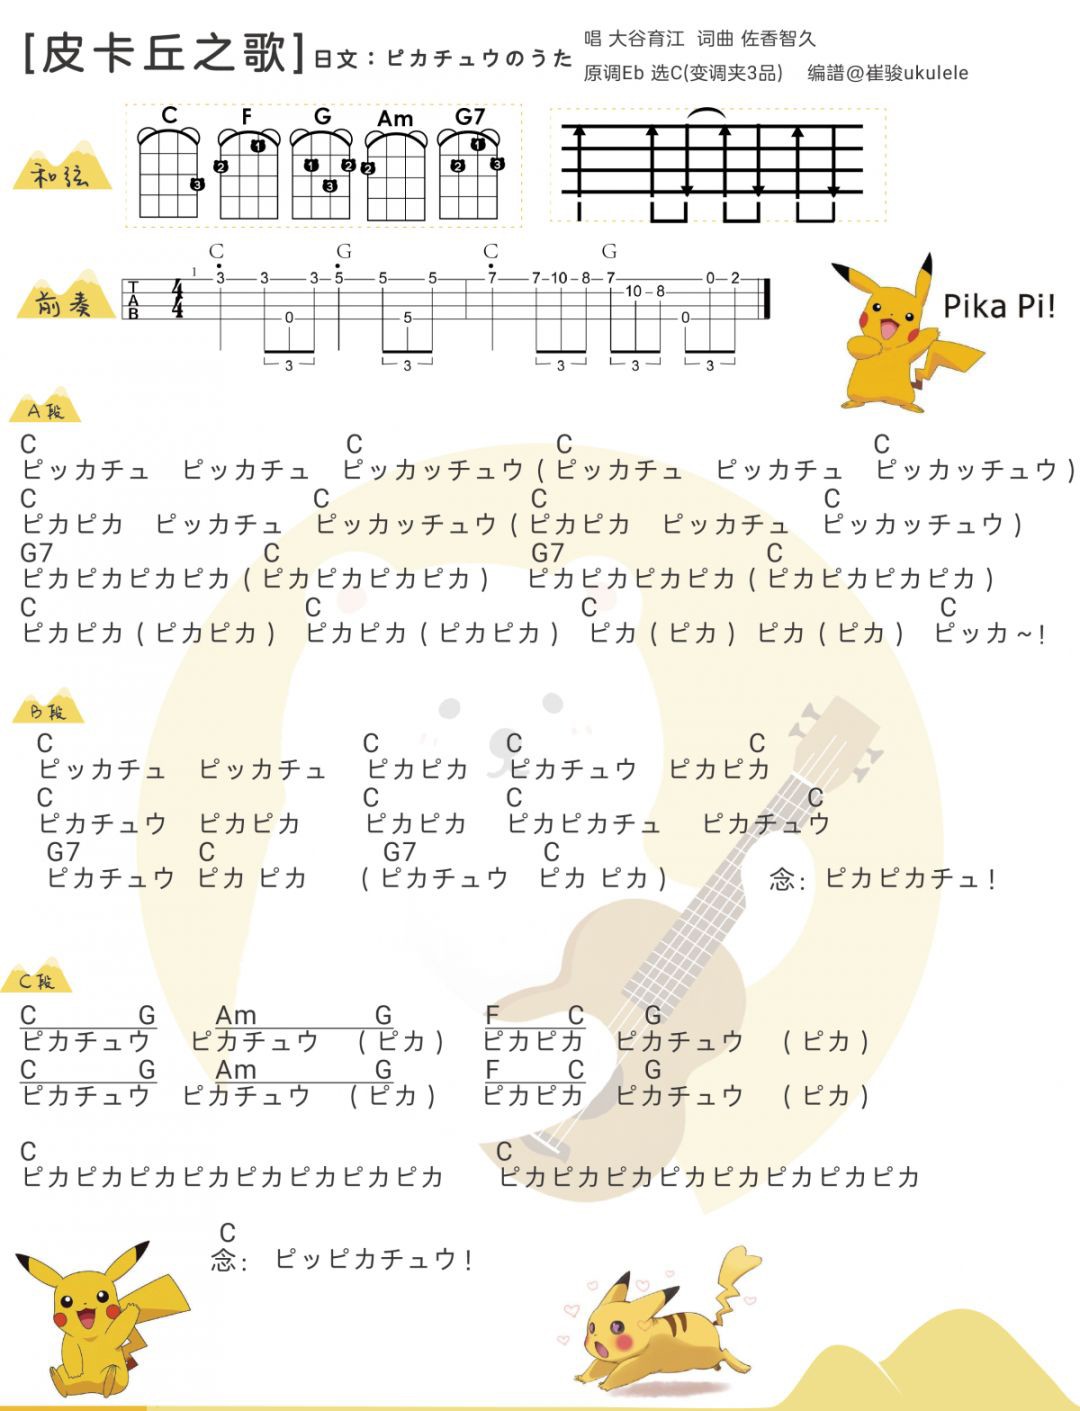 [皮卡丘之歌] 日文：ピカチュウのうた
唱 大谷育江 词曲 佐香智久
原调Eb 选C(变调夹3品) 编譜@崔骏ukulele
和弦
C F G Am G7
1 2 1 2 1
2 3 2 2 3
3
前奏
C G C G
1
T A B 4 4
3 3 3 5 5 5 7 7 10 8 7 0 2
10 8
0 5 0
3 3 3 3 3
Pika Pi!
A段
C C C C
ピッカチュ ピッカチュ ピッカッチュウ ( ピッカチュ ピッカチュ ピッカッチュウ )
C C C C
ピカピカ ピッカチュ ピッカッチュウ ( ピカピカ ピッカチュ ピッカッチュウ )
G7 C G7 C
ピカピカピカピカ ( ピカピカピカピカ ) ピカピカピカピカ ( ピカピカピカピカ )
C C C C
ピカピカ ( ピカピカ ) ピカピカ ( ピカピカ ) ピカ ( ピカ ) ピカ ( ピカ ) ピッカ ~ !
B段
C C C C
ピッカチュ ピッカチュ ピカピカ ピカチュウ ピカピカ
C C C C
ピカチュウ ピカピカ ピカピカ ピカピカチュ ピカチュウ
G7 C G7 C
ピカチュウ ピカ ピカ ( ピカチュウ ピカ ピカ ) 念: ピカピカチュ !
C段
C G Am G F C G
ピカチュウ ピカチュウ ( ピカ ) ピカピカ ピカチュウ ( ピカ )
C G Am G F C G
ピカチュウ ピカチュウ ( ピカ ) ピカピカ ピカチュウ ( ピカ )
C C
ピカピカピカピカピカピカピカピカ ピカピカピカピカピカピカピカピカ
C
念: ピッピカチュウ !